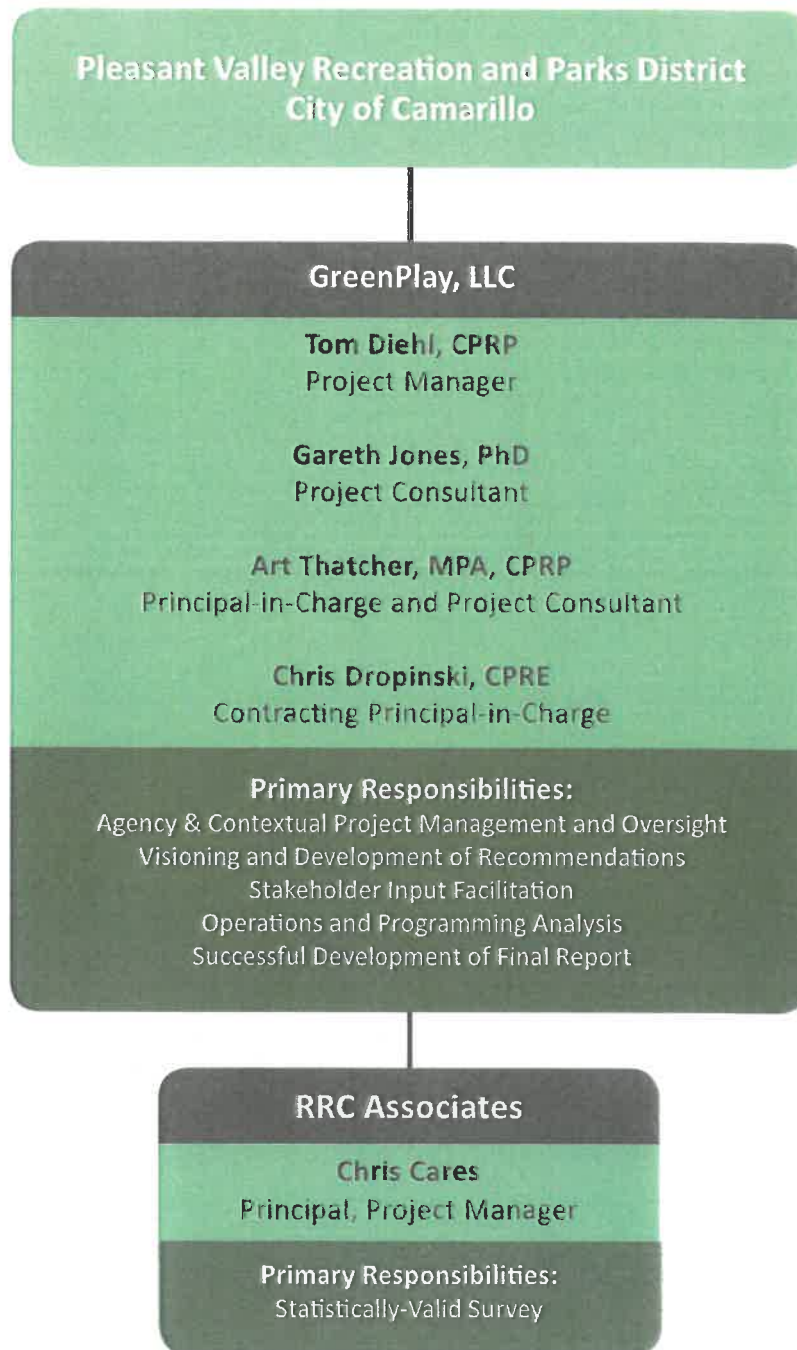 Pleasant Valley Recreation and Parks District
City of Camarillo
GreenPlay, LLC
Tom Diehl, CPRP
Project Manager
Gareth Jones, PhD
Project Consultant
Art Thatcher, MPA, CPRP
Principal-in-Charge and Project Consultant
Chris Dropinski, CPRE
Contracting Principal-in-Charge
Primary Responsibilities:
Agency & Contextual Project Management and Oversight
Visioning and Development of Recommendations
Stakeholder Input Facilitation
Operations and Programming Analysis
Successful Development of Final Report
RRC Associates
Chris Cares
Principal, Project Manager
Primary Responsibilities:
Statistically-Valid Survey